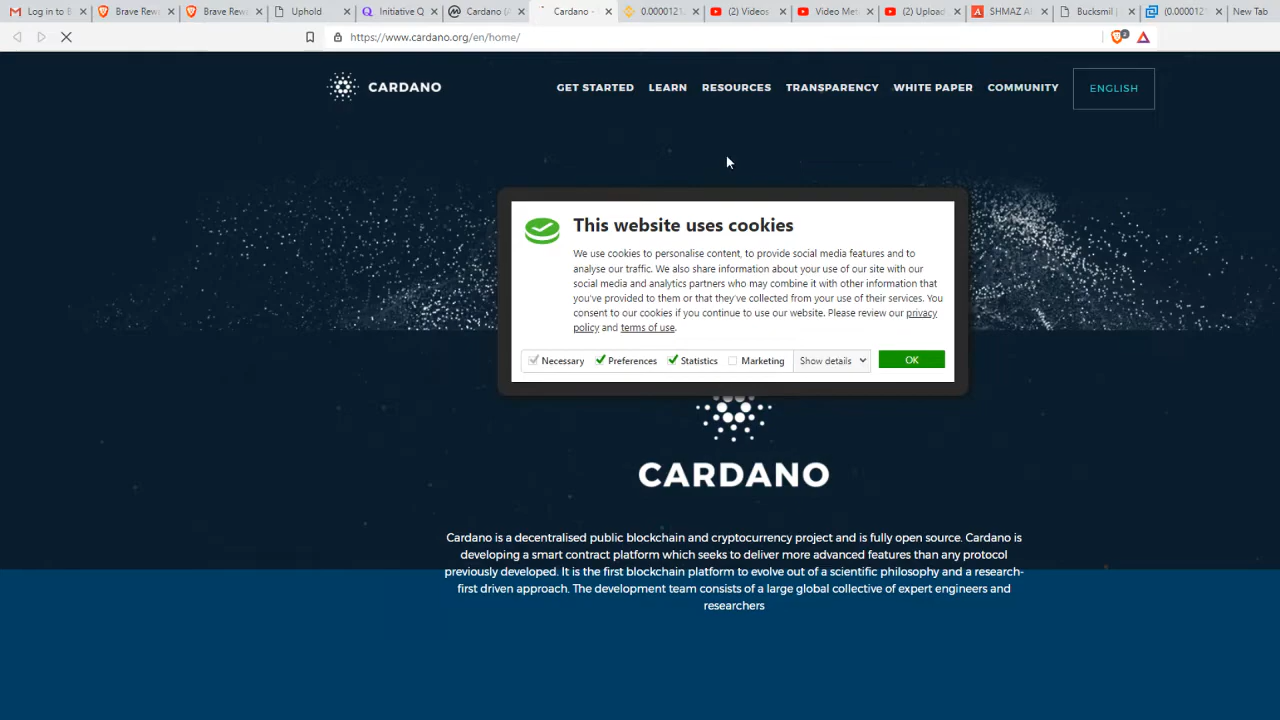 Log in to B
Brave Rewa
Brave Rewa
Uphold
Initiative Q
Cardano (A
Cardano -
0.0000121
(2) Videos
Video Met
(2) Upload
SHMAZ A
Bucksmil
(0.000012
New Tab
https://www.cardano.org/en/home/
2
CARDANO
GET STARTED LEARN RESOURCES TRANSPARENCY WHITE PAPER COMMUNITY ENGLISH
This website uses cookies
We use cookies to personalise content, to provide social media features and to
analyse our traffic. We also share information about your use of our site with our
social media and analytics partners who may combine it with other information that
you've provided to them or that they've collected from your use of their services. You
consent to our cookies if you continue to use our website. Please review our privacy
policy and terms of use.
Necessary Preferences Statistics Marketing Show details OK
CARDANO
Cardano is a decentralised public blockchain and cryptocurrency project and is fully open source. Cardano is
developing a smart contract platform which seeks to deliver more advanced features than any protocol
previously developed. It is the first blockchain platform to evolve out of a scientific philosophy and a research-
first driven approach. The development team consists of a large global collective of expert engineers and
researchers